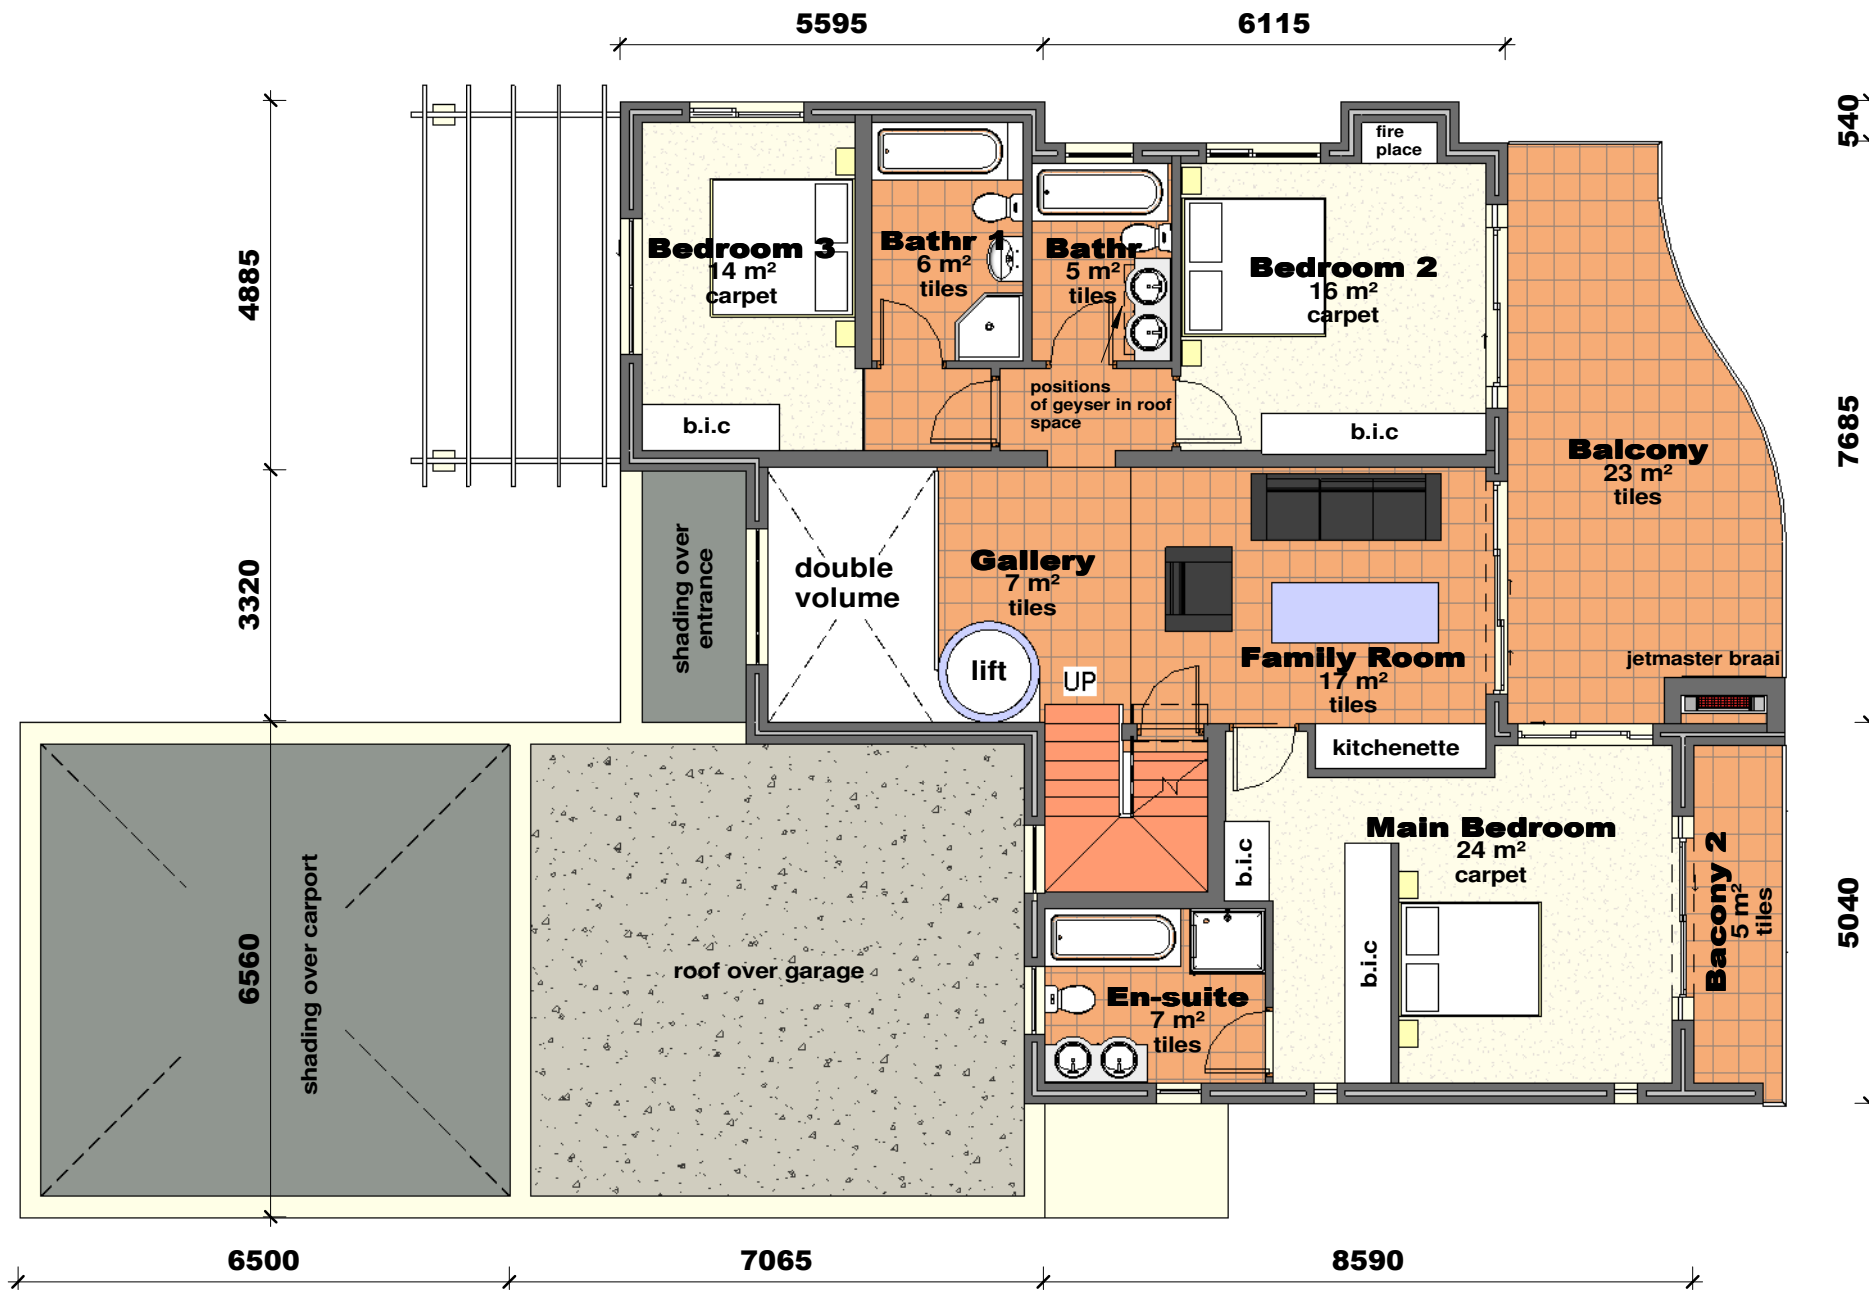 5595
6115
540
4885
7685
3320
5040
6560
fire
place
Bedroom 3
14 m²
carpet
Bathr 1
6 m²
tiles
Bathr
5 m²
tiles
Bedroom 2
16 m²
carpet
positions
of geyser in roof
space
b.i.c
b.i.c
Balcony
23 m²
tiles
shading over
entrance
double
volume
Gallery
7 m²
tiles
lift
UP
Family Room
17 m²
tiles
jetmaster braai
kitchenette
Main Bedroom
24 m²
carpet
b.i.c
b.i.c
Bacony 2
5 m²
tiles
shading over carport
roof over garage
En-suite
7 m²
tiles
6500
7065
8590